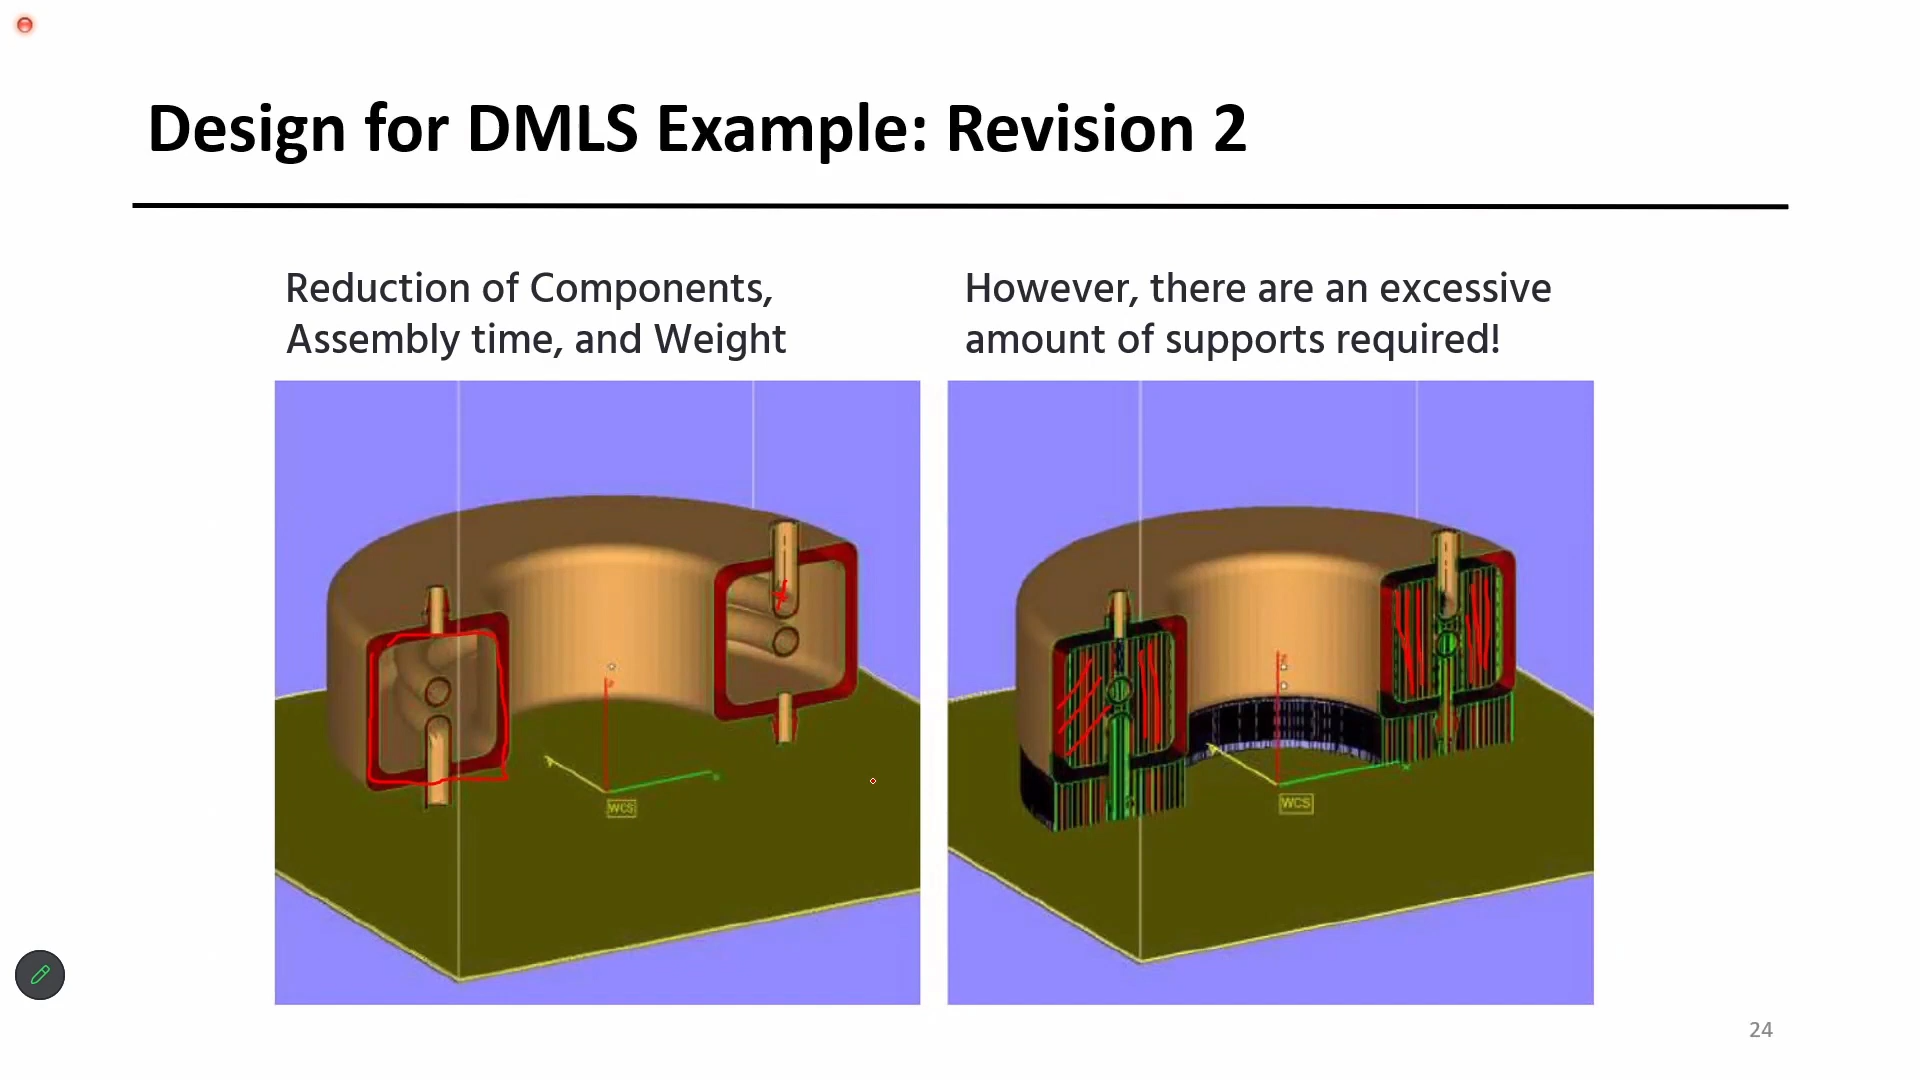 Design for DMLS Example: Revision 2
Reduction of Components,
Assembly time, and Weight
However, there are an excessive
amount of supports required!
WCS
WCS
24